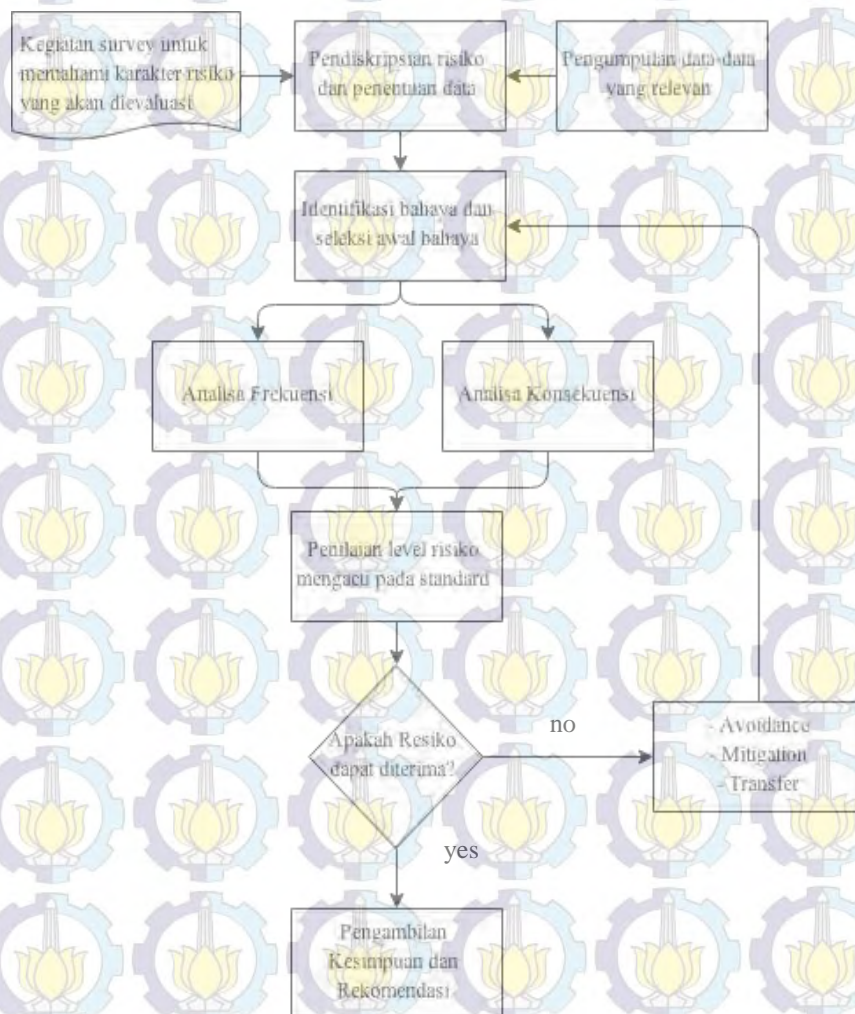 Kegiatan survey untuk
memahami karakter risiko
yang akan dievaluasi
Pendiskripsian risiko
dan penentuan data
Pengumpulan data-data
yang relevan
Identifikasi bahaya dan
seleksi awal bahaya
Analisa Frekuensi
Analisa Konsekuensi
Penilaian level risiko
mengacu pada standard
Apakah Resiko
dapat diterima?
no
- Avoidance
- Mitigation
- Transfer
yes
Pengambilan
Kesimpuan dan
Rekomendasi